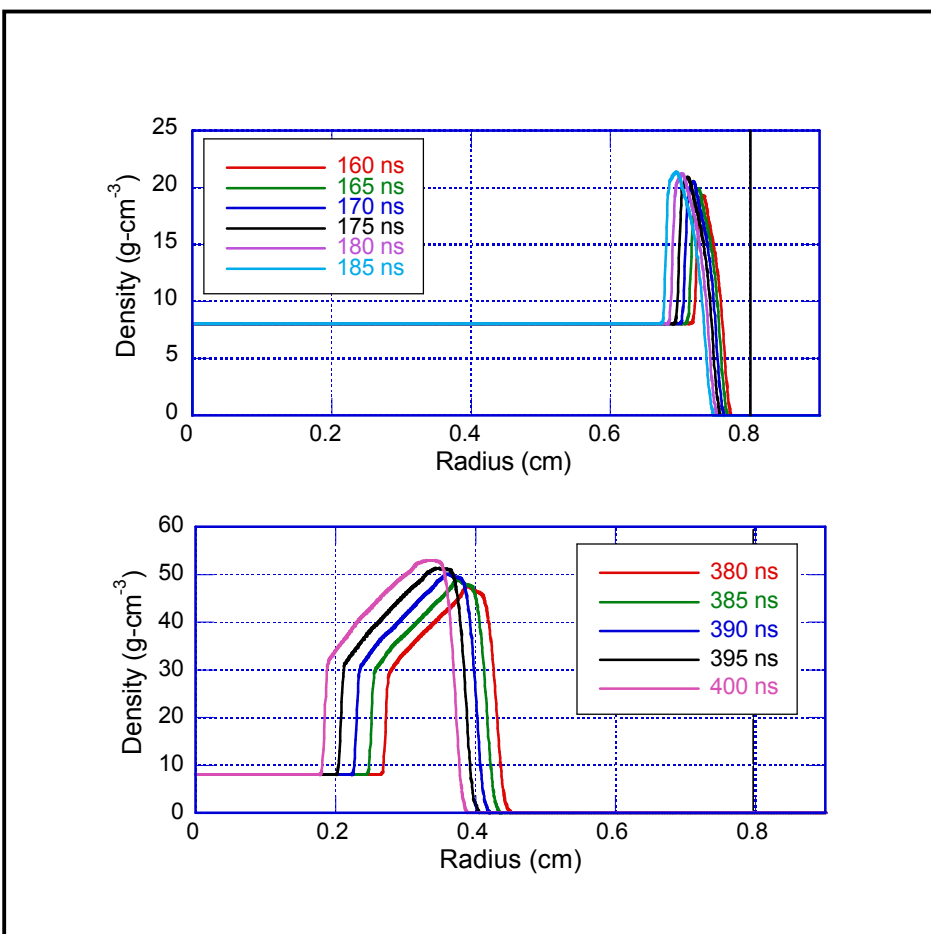 25
20
15
10
5
0
Density (g-cm-3)
160 ns
165 ns
170 ns
175 ns
180 ns
185 ns
0 0.2 0.4 0.6 0.8
Radius (cm)
60
50
40
30
20
10
0
Density (g-cm-3)
380 ns
385 ns
390 ns
395 ns
400 ns
0 0.2 0.4 0.6 0.8
Radius (cm)